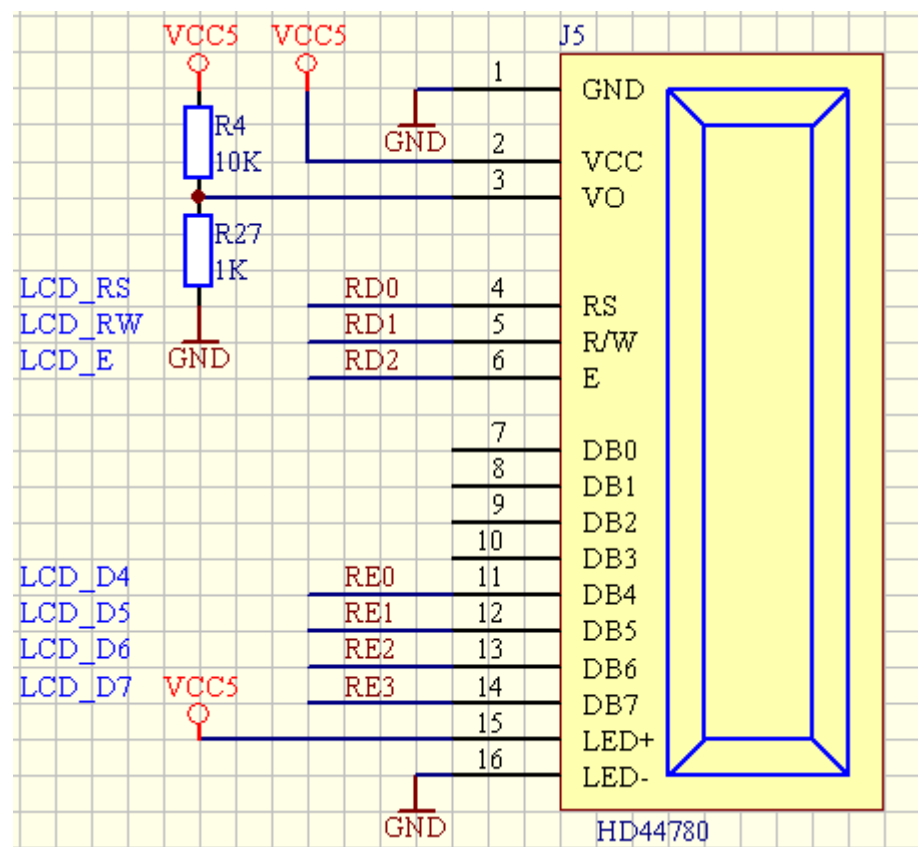 VCC5 VCC5 J5
1 GND
GND
R4
10K
2 VCC
3 VO
R27
1K
LCD_RS RD0 4 RS
LCD_RW RD1 5 R/W
LCD_E GND RD2 6 E
7 DB0
8 DB1
9 DB2
10 DB3
LCD_D4 RE0 11 DB4
LCD_D5 RE1 12 DB5
LCD_D6 RE2 13 DB6
LCD_D7 VCC5 RE3 14 DB7
15 LED+
16 LED-
GND
HD44780